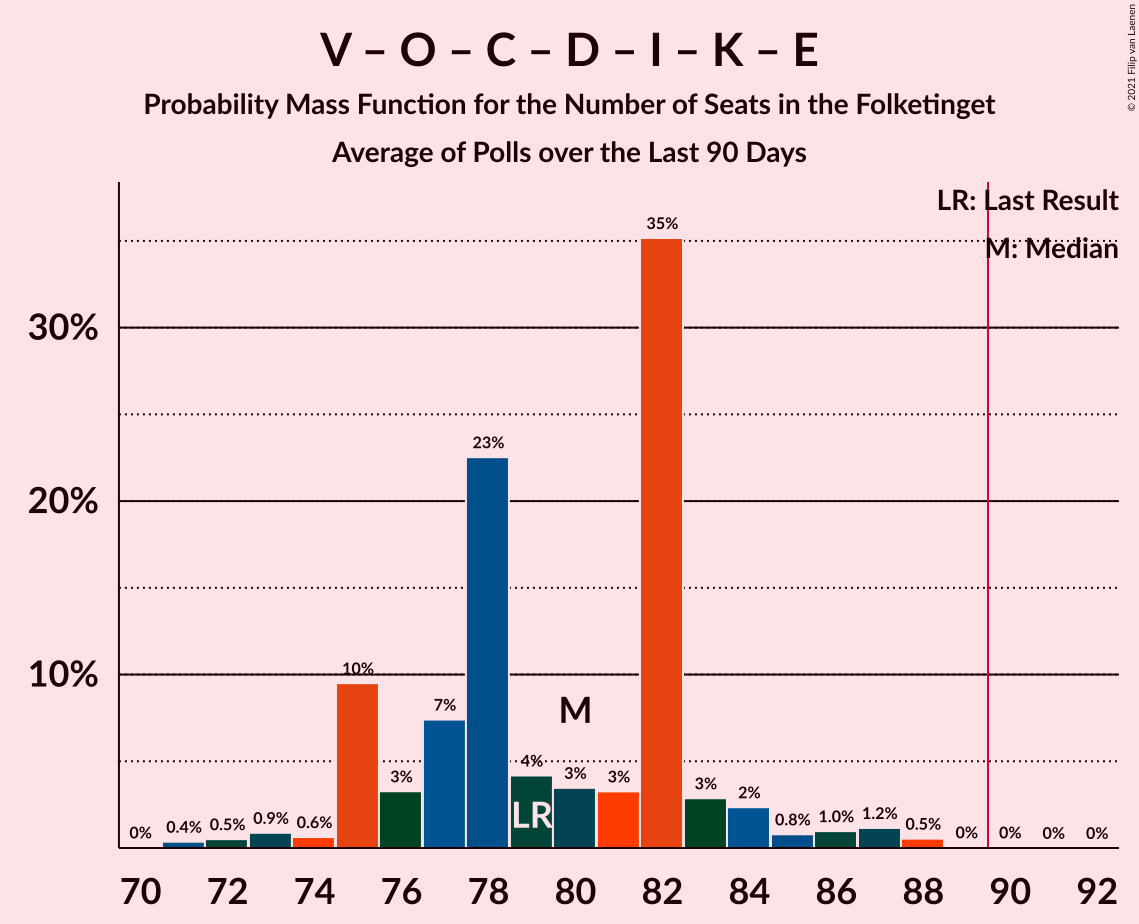 V – O – C – D – I – K – E
Probability Mass Function for the Number of Seats in the Folketinget
Average of Polls over the Last 90 Days
© 2021 Filip van Laenen
LR: Last Result
M: Median
35%
30%
23%
20%
10%
10%
7%
M
4%
3%
3%
3%
3%
2%
LR
0%
0.4%
0.5%
0.9%
0.6%
0.8%
1.0%
1.2%
0.5%
0%
0%
0%
0%
70 72 74 76 78 80 82 84 86 88 90 92